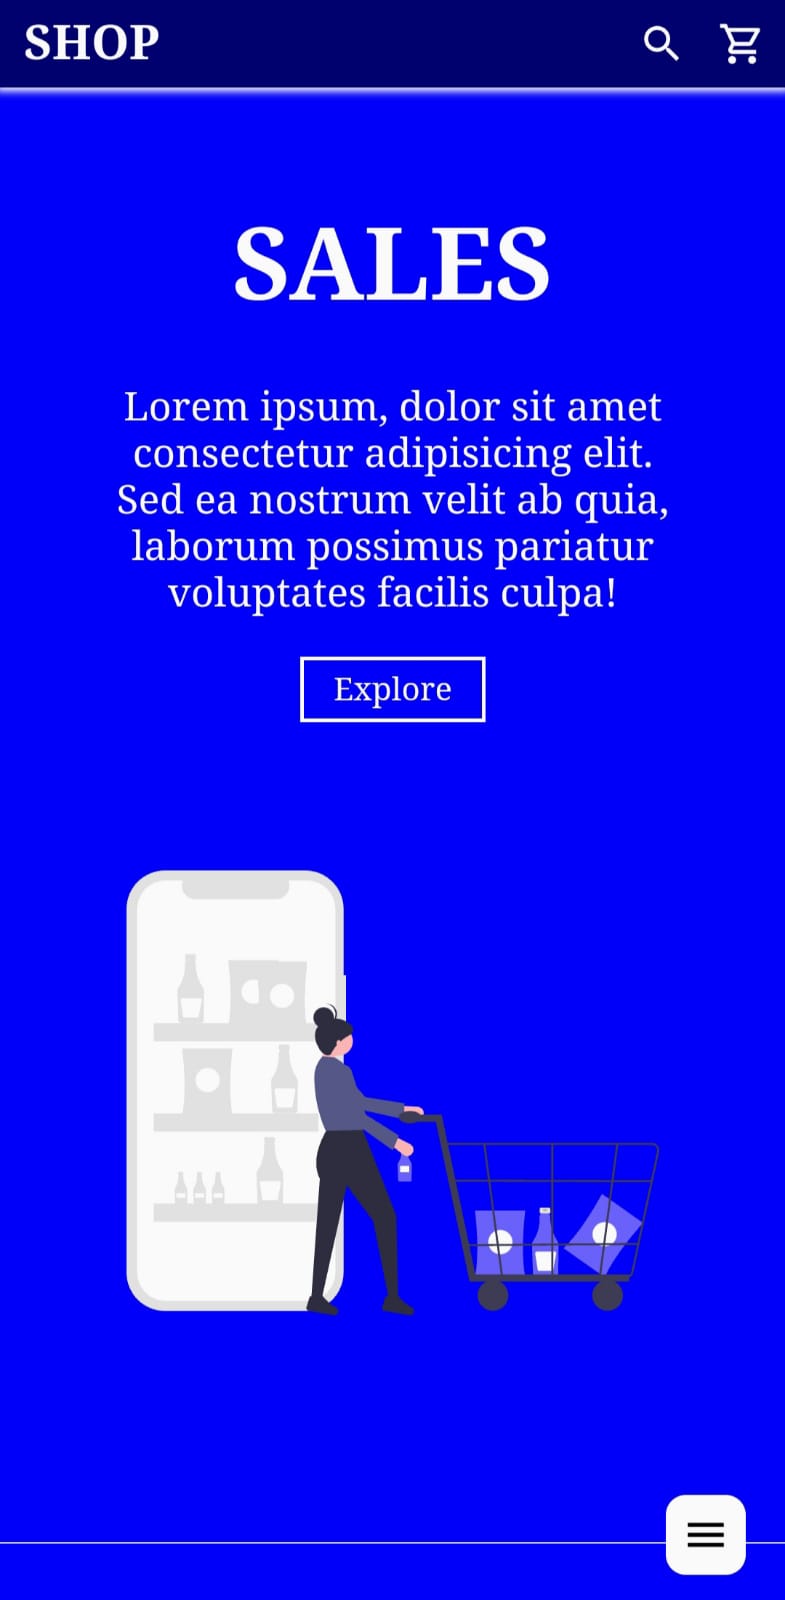 SHOP
SALES
Lorem ipsum, dolor sit amet
consectetur adipisicing elit.
Sed ea nostrum velit ab quia,
laborum possimus pariatur
voluptates facilis culpa!
Explore